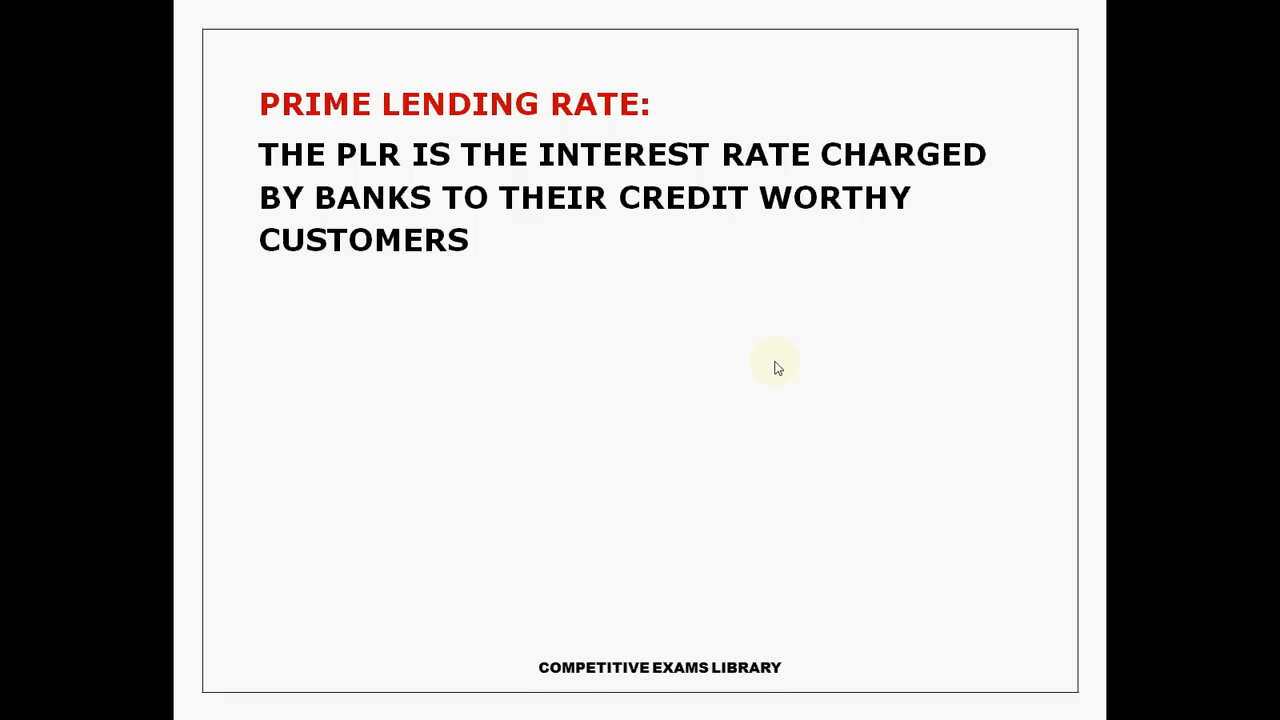 PRIME LENDING RATE:
THE PLR IS THE INTEREST RATE CHARGED
BY BANKS TO THEIR CREDIT WORTHY
CUSTOMERS
COMPETITIVE EXAMS LIBRARY